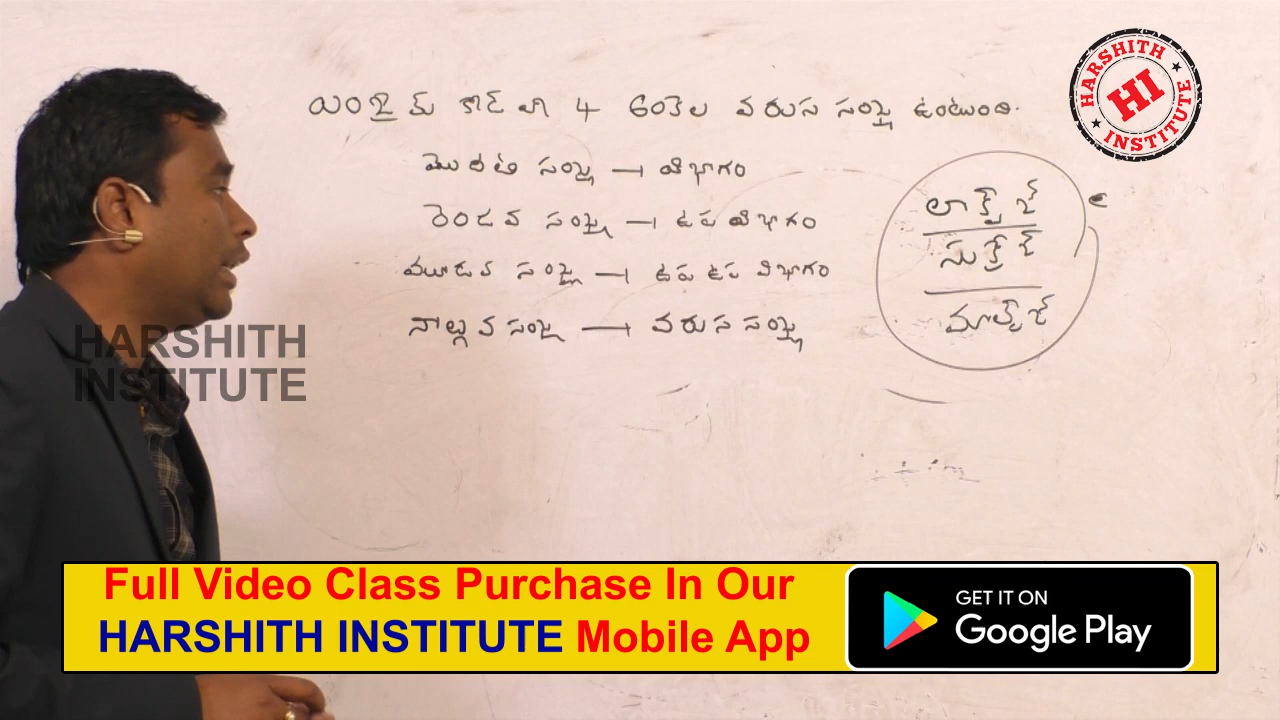 ఎంజైమ్ కోడ్ లో 4 అంకెల వరుస సంఖ్య ఉంటుంది.
మొదటి సంఖ్య → విభాగం
రెండవ సంఖ్య → ఉప విభాగం
మూడవ సంఖ్య → ఉప ఉప విభాగం
నాల్గవ సంఖ్య → వరుస సంఖ్య
లాక్టేజ్
సుక్రేజ్
మాల్టేజ్
HARSHITH INSTITUTE
HI
HARSHITH
INSTITUTE
Full Video Class Purchase In Our
HARSHITH INSTITUTE Mobile App
GET IT ON
Google Play